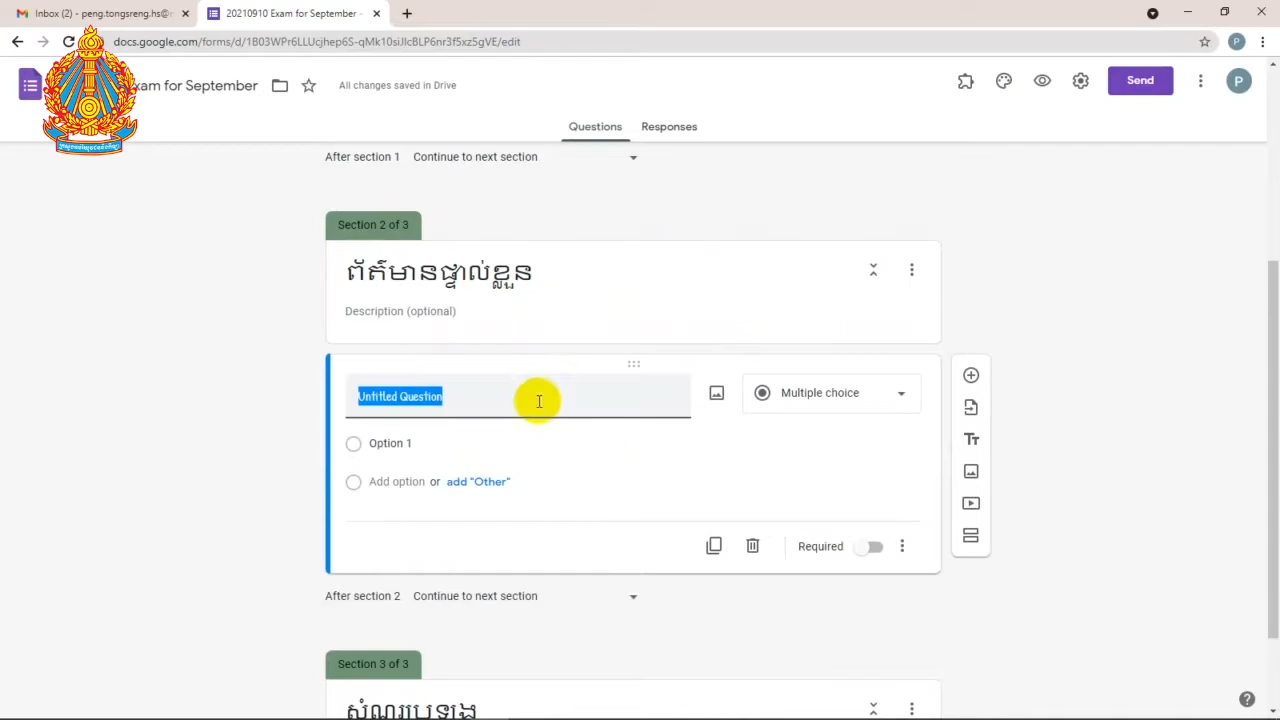 Inbox (2) - peng.tongsreng.hs@
20210910 Exam for September -
docs.google.com/forms/d/1B03WPr6LLUcjhep6S-qMk10siJlcBLP6nr3f5xzSgVE/edit
xam for September
All changes saved in Drive
Send
P
Questions
Responses
After section 1 Continue to next section
Section 2 of 3
ព័ត៌មានផ្ទាល់ខ្លួន
Description (optional)
Untitled Question
Multiple choice
Option 1
Add option or add "Other"
Required
After section 2 Continue to next section
Section 3 of 3